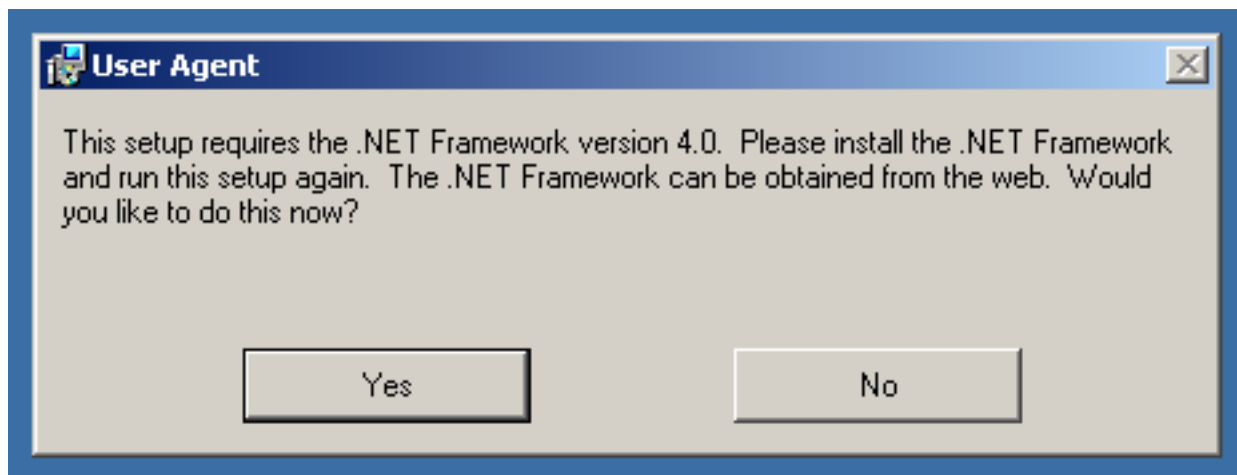 User Agent
This setup requires the .NET Framework version 4.0.  Please install the .NET Framework
and run this setup again.  The .NET Framework can be obtained from the web.  Would
you like to do this now?
Yes No